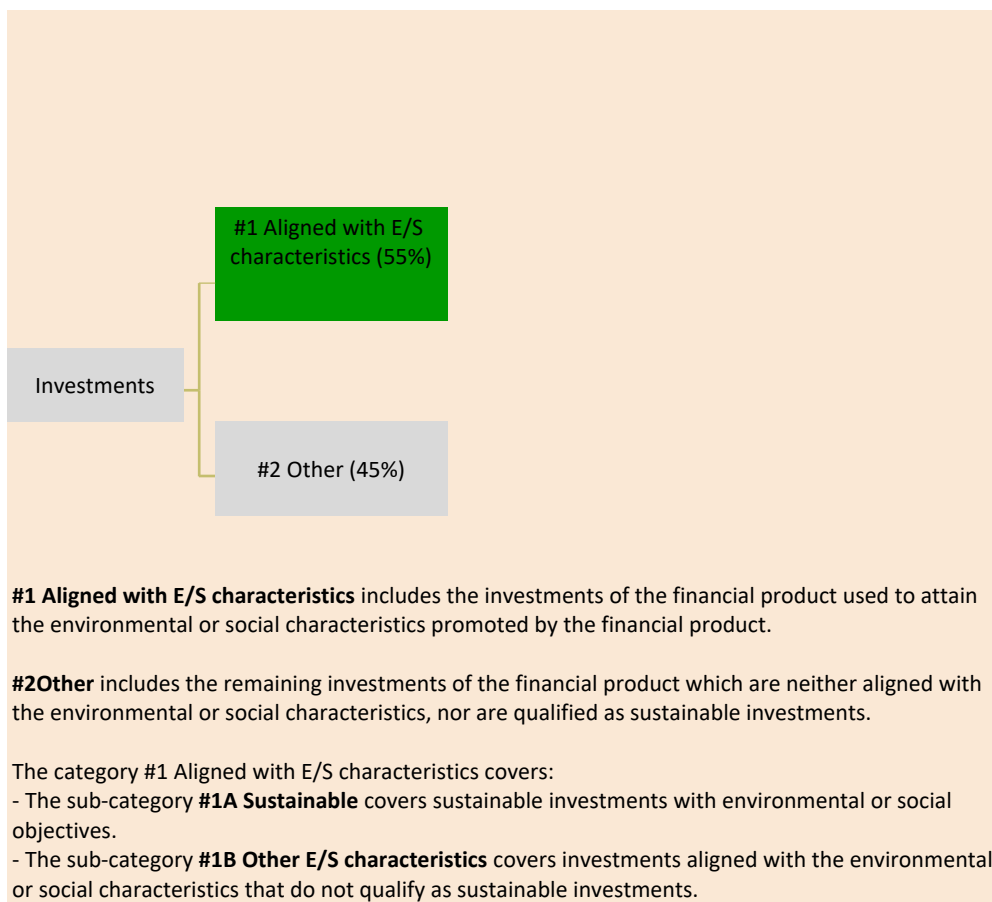 #1 Aligned with E/S
characteristics (55%)
Investments
#2 Other (45%)
#1 Aligned with E/S characteristics includes the investments of the financial product used to attain
the environmental or social characteristics promoted by the financial product.
#2Other includes the remaining investments of the financial product which are neither aligned with
the environmental or social characteristics, nor are qualified as sustainable investments.
The category #1 Aligned with E/S characteristics covers:
- The sub-category #1A Sustainable covers sustainable investments with environmental or social
objectives.
- The sub-category #1B Other E/S characteristics covers investments aligned with the environmental
or social characteristics that do not qualify as sustainable investments.